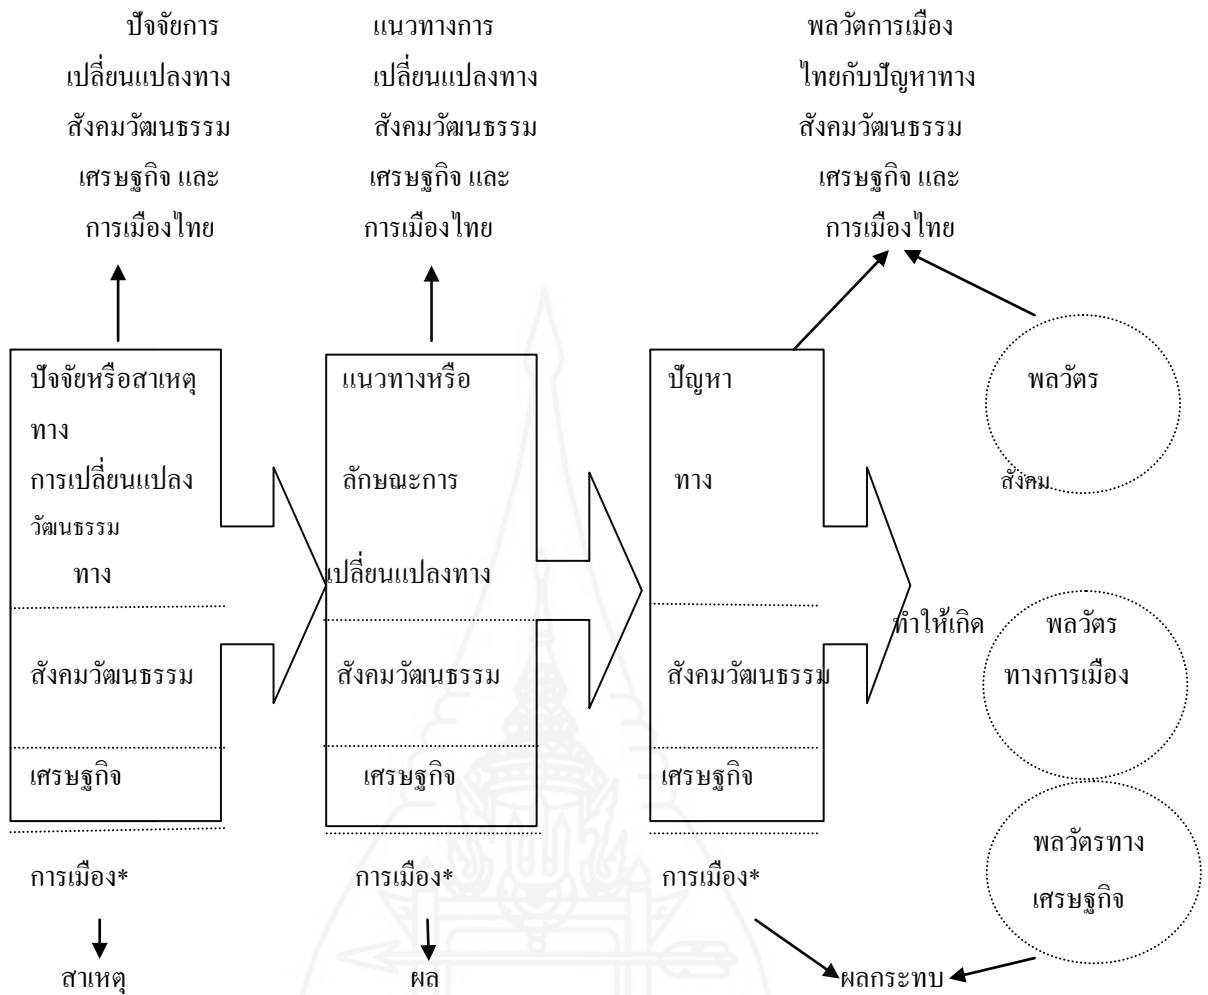 ปัจจัยการ
เปลี่ยนแปลงทาง
สังคมวัฒนธรรม
เศรษฐกิจ และ
การเมืองไทย
แนวทางการ
เปลี่ยนแปลงทาง
สังคมวัฒนธรรม
เศรษฐกิจ และ
การเมืองไทย
พลวัตการเมือง
ไทยกับปัญหาทาง
สังคมวัฒนธรรม
เศรษฐกิจ และ
การเมืองไทย
ปัจจัยหรือสาเหตุ
ทาง
การเปลี่ยนแปลง
วัฒนธรรม
ทาง
สังคมวัฒนธรรม
เศรษฐกิจ
การเมือง*
สาเหตุ
แนวทางหรือ
ลักษณะการ
เปลี่ยนแปลงทาง
สังคมวัฒนธรรม
เศรษฐกิจ
การเมือง*
ผล
ปัญหา
ทาง
สังคมวัฒนธรรม
เศรษฐกิจ
การเมือง*
ทำให้เกิด
พลวัตร
สังคม
พลวัตร
ทางการเมือง
พลวัตรทาง
เศรษฐกิจ
ผลกระทบ